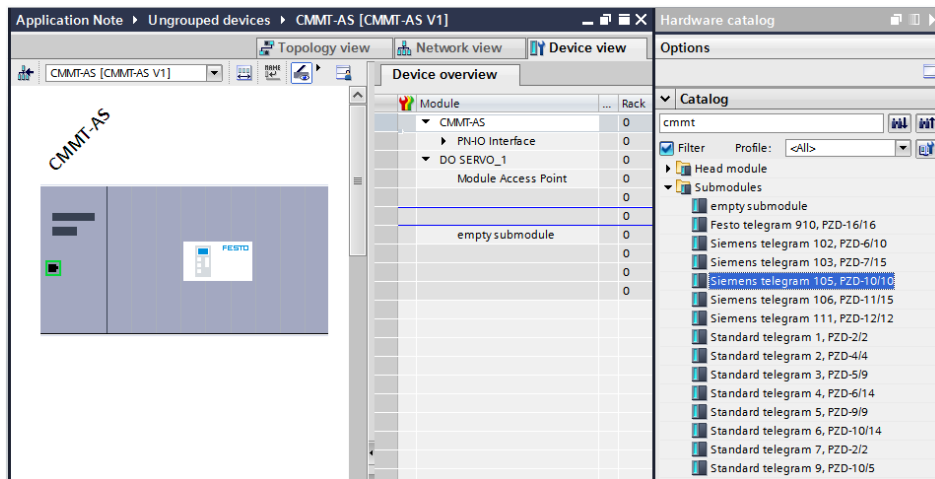 Application Note ▸ Ungrouped devices ▸ CMMT-AS [CMMT-AS V1]
Topology view
Network view
Device view
CMMT-AS [CMMT-AS V1]
CMMT-AS
FESTO
Device overview
Module ... Rack
CMMT-AS 0
PN-IO Interface 0
DO SERVO_1 0
Module Access Point 0
0
0
empty submodule 0
0
0
0
Hardware catalog
Options
Catalog
cmmt
Filter Profile: <All>
Head module
Submodules
empty submodule
Festo telegram 910, PZD-16/16
Siemens telegram 102, PZD-6/10
Siemens telegram 103, PZD-7/15
Siemens telegram 105, PZD-10/10
Siemens telegram 106, PZD-11/15
Siemens telegram 111, PZD-12/12
Standard telegram 1, PZD-2/2
Standard telegram 2, PZD-4/4
Standard telegram 3, PZD-5/9
Standard telegram 4, PZD-6/14
Standard telegram 5, PZD-9/9
Standard telegram 6, PZD-10/14
Standard telegram 7, PZD-2/2
Standard telegram 9, PZD-10/5